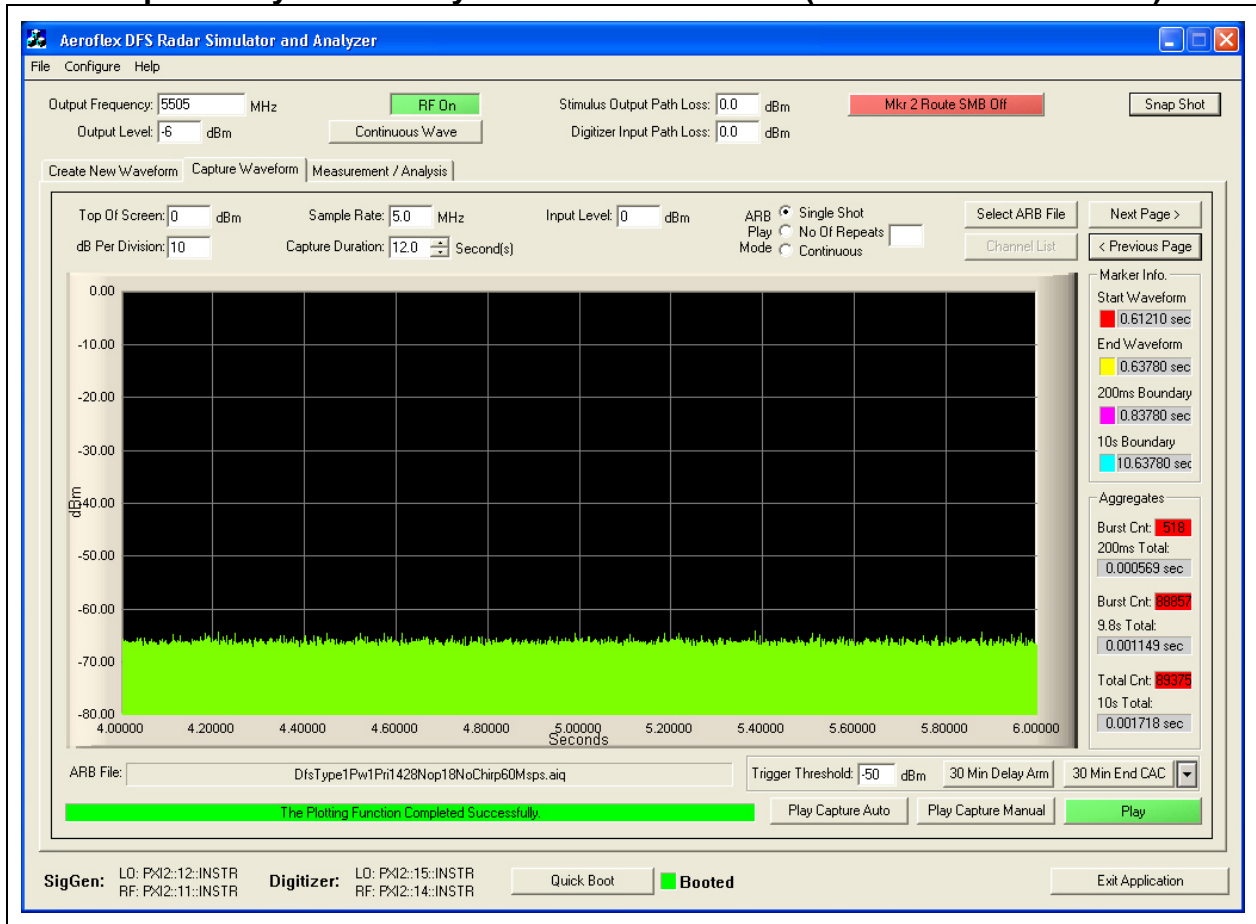 Aeroflex DFS Radar Simulator and Analyzer
File Configure Help
Output Frequency: 5505 MHz
RF On
Stimulus Output Path Loss: 0.0 dBm
Mkr 2 Route SMB Off
Snap Shot
Output Level: -6 dBm
Continuous Wave
Digitizer Input Path Loss: 0.0 dBm
Create New Waveform Capture Waveform Measurement / Analysis
Top Of Screen: 0 dBm
Sample Rate: 5.0 MHz
Input Level: 0 dBm
ARB Play Mode
Single Shot
No Of Repeats
Continuous
Select ARB File
Next Page >
dB Per Division: 10
Capture Duration: 12.0 Second(s)
Channel List
< Previous Page
0.00
-10.00
-20.00
-30.00
-40.00
-50.00
-60.00
-70.00
-80.00
dBm
4.00000 4.20000 4.40000 4.60000 4.80000 5.00000 5.20000 5.40000 5.60000 5.80000 6.00000
Seconds
Marker Info.
Start Waveform
0.61210 sec
End Waveform
0.63780 sec
200ms Boundary
0.83780 sec
10s Boundary
10.63780 sec
Aggregates
Burst Cnt: 518
200ms Total:
0.000569 sec
Burst Cnt: 88857
9.8s Total:
0.001149 sec
Total Cnt: 89375
10s Total:
0.001718 sec
ARB File: DfsType1Pw1Pri1428Nop18NoChirp60Msps.aiq
Trigger Threshold: -50 dBm
30 Min Delay Arm
30 Min End CAC
The Plotting Function Completed Successfully.
Play Capture Auto
Play Capture Manual
Play
SigGen: LO: PXI2::12::INSTR
RF: PXI2::11::INSTR
Digitizer: LO: PXI2::15::INSTR
RF: PXI2::14::INSTR
Quick Boot
Booted
Exit Application